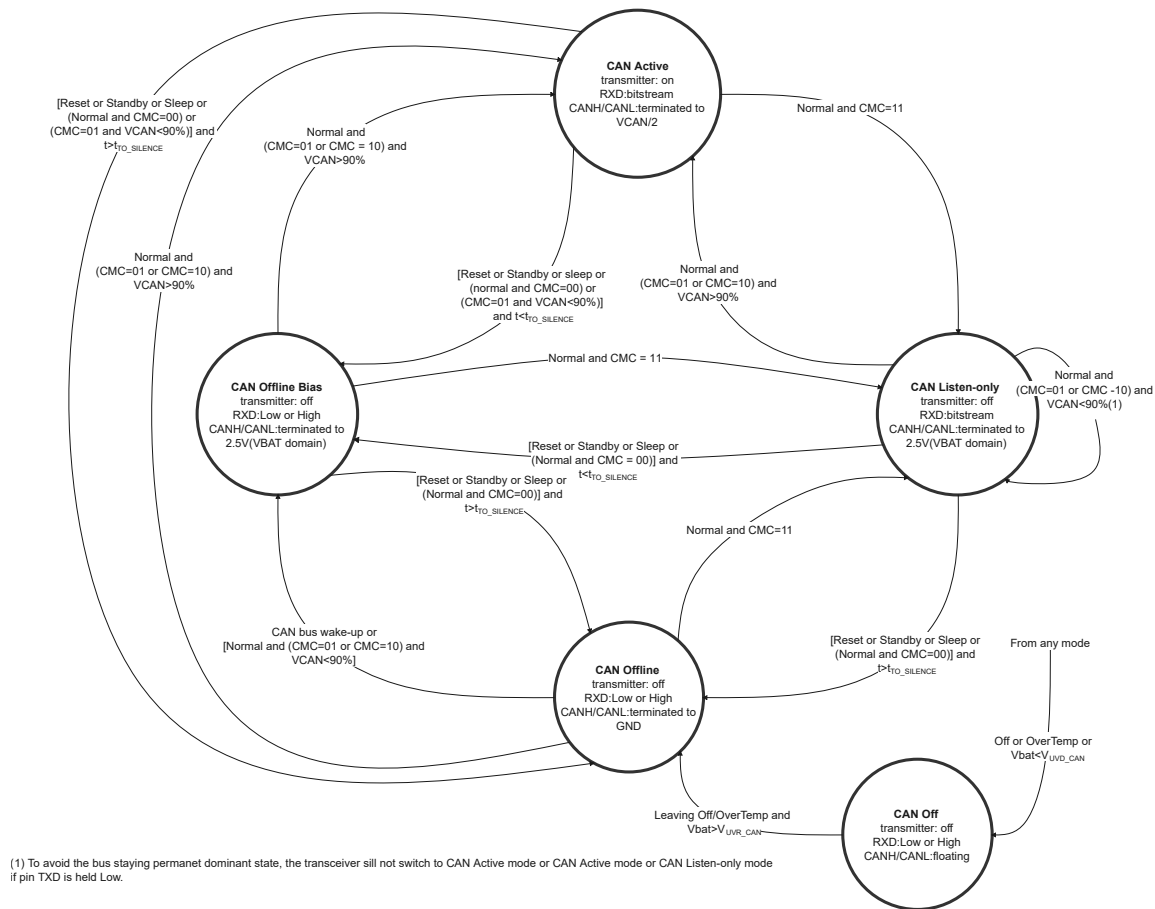 CAN Active
transmitter: on
RXD:bitstream
CANH/CANL:terminated to
VCAN/2
[Reset or Standby or Sleep or
(Normal and CMC=00) or
(CMC=01 and VCAN<90%)] and
t>tTO_SILENCE
Normal and
(CMC=01 or CMC = 10) and
VCAN>90%
Normal and CMC=11
Normal and
(CMC=01 or CMC=10) and
VCAN>90%
[Reset or Standby or sleep or
(normal and CMC=00) or
(CMC=01 and VCAN<90%)]
and t<tTO_SILENCE
Normal and
(CMC=01 or CMC=10) and
VCAN>90%
CAN Offline Bias
transmitter: off
RXD:Low or High
CANH/CANL:terminated to
2.5V(VBAT domain)
Normal and CMC = 11
CAN Listen-only
transmitter: off
RXD:bitstream
CANH/CANL:terminated to
2.5V(VBAT domain)
Normal and
(CMC=01 or CMC -10) and
VCAN<90%(1)
[Reset or Standby or Sleep or
(Normal and CMC = 00)] and
t<tTO_SILENCE
[Reset or Standby or Sleep or
(Normal and CMC=00)] and
t>tTO_SILENCE
Normal and CMC=11
CAN bus wake-up or
[Normal and (CMC=01 or CMC=10) and
VCAN<90%]
CAN Offline
transmitter: off
RXD:Low or High
CANH/CANL:terminated to
GND
[Reset or Standby or Sleep or
(Normal and CMC=00)] and
t>tTO_SILENCE
From any mode
Off or OverTemp or
Vbat<VUVD_CAN
Leaving Off/OverTemp and
Vbat>VUVR_CAN
CAN Off
transmitter: off
RXD:Low or High
CANH/CANL:floating
(1) To avoid the bus staying permanet dominant state, the transceiver sill not switch to CAN Active mode or CAN Active mode or CAN Listen-only mode
if pin TXD is held Low.